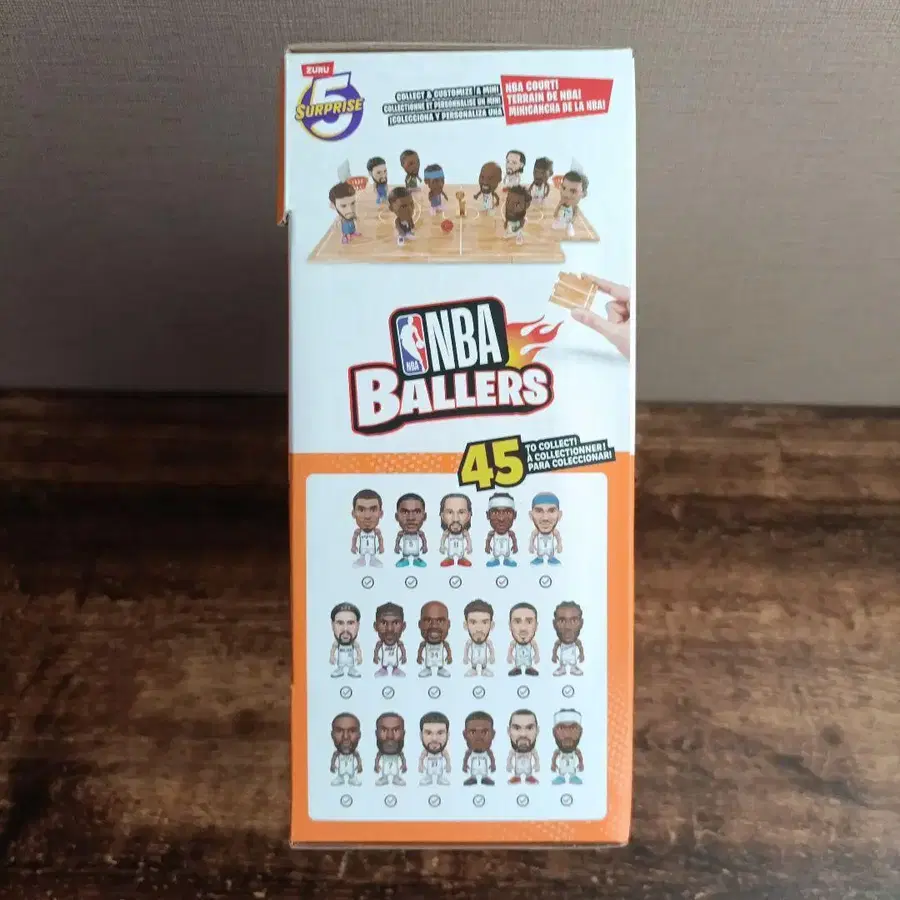 ZURU
5
SURPRISE
COLLECT & CUSTOMIZE A MINI
COLLECTIONNE ET PERSONNALISE UN MINI
¡COLECCIONA Y PERSONALIZA UNA
NBA COURT!
TERRAIN DE NBA!
MINICANCHA DE LA NBA!
NBA
NBA
BALLERS
45
TO COLLECT!
À COLLECTIONNER!
PARA COLECCIONAR!